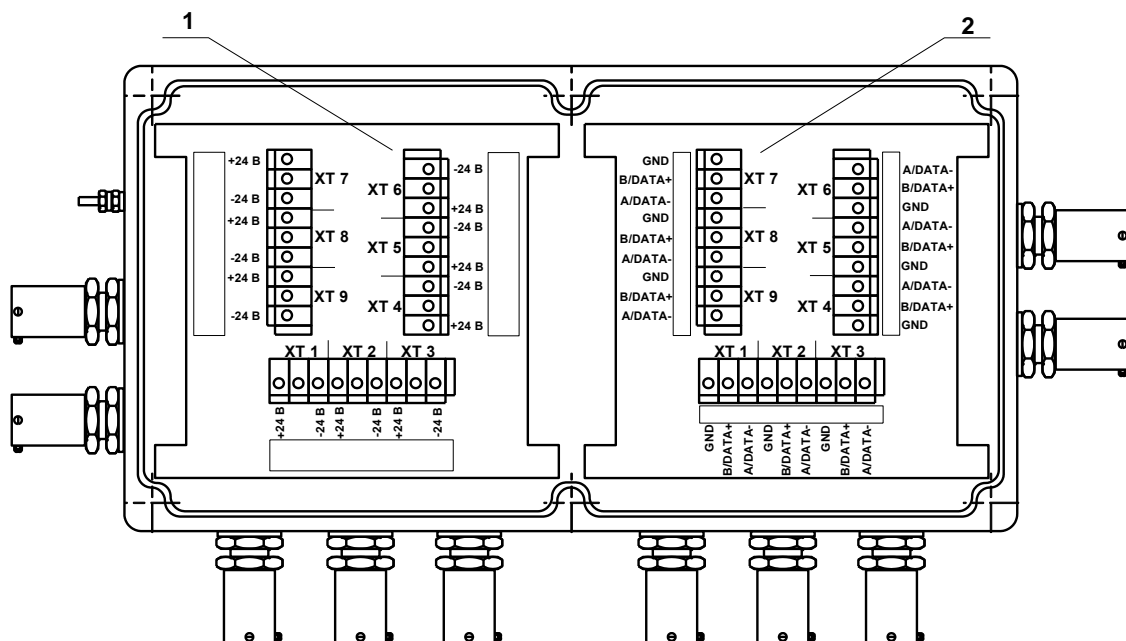 1
2
+24 В
-24 В
+24 В
-24 В
+24 В
-24 В
XT 7
XT 8
XT 9
XT 6
XT 5
XT 4
-24 В
+24 В
-24 В
+24 В
-24 В
+24 В
XT 1 XT 2 XT 3
+24 В
-24 В
+24 В
-24 В
+24 В
-24 В
GND
B/DATA+
A/DATA-
GND
B/DATA+
A/DATA-
GND
B/DATA+
A/DATA-
XT 7
XT 8
XT 9
XT 6
XT 5
XT 4
A/DATA-
B/DATA+
GND
A/DATA-
B/DATA+
GND
A/DATA-
B/DATA+
GND
XT 1 XT 2 XT 3
GND
B/DATA+
A/DATA-
GND
B/DATA+
A/DATA-
GND
B/DATA+
A/DATA-